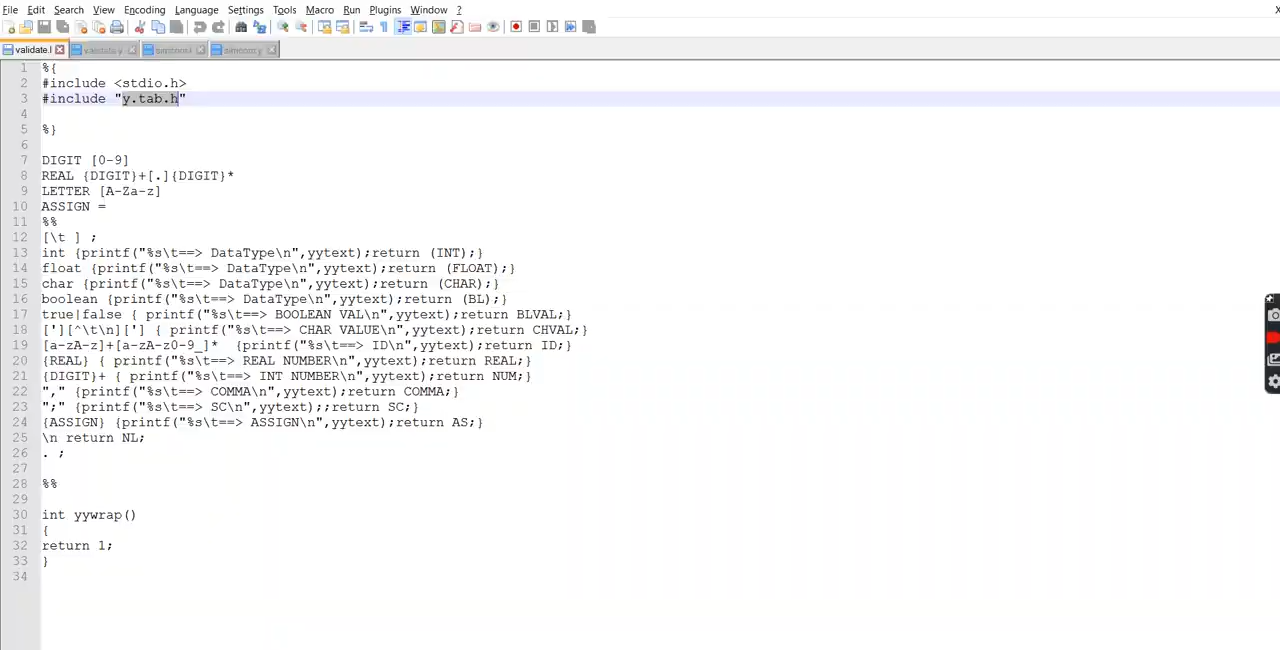 File Edit Search View Encoding Language Settings Tools Macro Run Plugins Window ? X
validate.l validate.y
1 %{
2 #include <stdio.h>
3 #include "y.tab.h"
4
5 %}
6
7 DIGIT [0-9]
8 REAL {DIGIT}+[.]{DIGIT}*
9 LETTER [A-Za-z]
10 ASSIGN =
11 %%
12 [\t ] ;
13 int {printf("%s\t==> DataType\n",yytext);return (INT);}
14 float {printf("%s\t==> DataType\n",yytext);return (FLOAT);}
15 char {printf("%s\t==> DataType\n",yytext);return (CHAR);}
16 boolean {printf("%s\t==> DataType\n",yytext);return (BL);}
17 true|false { printf("%s\t==> BOOLEAN VAL\n",yytext);return BLVAL;}
18 ['][^\t\n]['] { printf("%s\t==> CHAR VALUE\n",yytext);return CHVAL;}
19 [a-zA-z]+[a-zA-z0-9_]*  {printf("%s\t==> ID\n",yytext);return ID;}
20 {REAL} { printf("%s\t==> REAL NUMBER\n",yytext);return REAL;}
21 {DIGIT}+ { printf("%s\t==> INT NUMBER\n",yytext);return NUM;}
22 "," {printf("%s\t==> COMMA\n",yytext);return COMMA;}
23 ";" {printf("%s\t==> SC\n",yytext);;return SC;}
24 {ASSIGN} {printf("%s\t==> ASSIGN\n",yytext);return AS;}
25 \n return NL;
26 . ;
27
28 %%
29
30 int yywrap()
31 {
32 return 1;
33 }
34